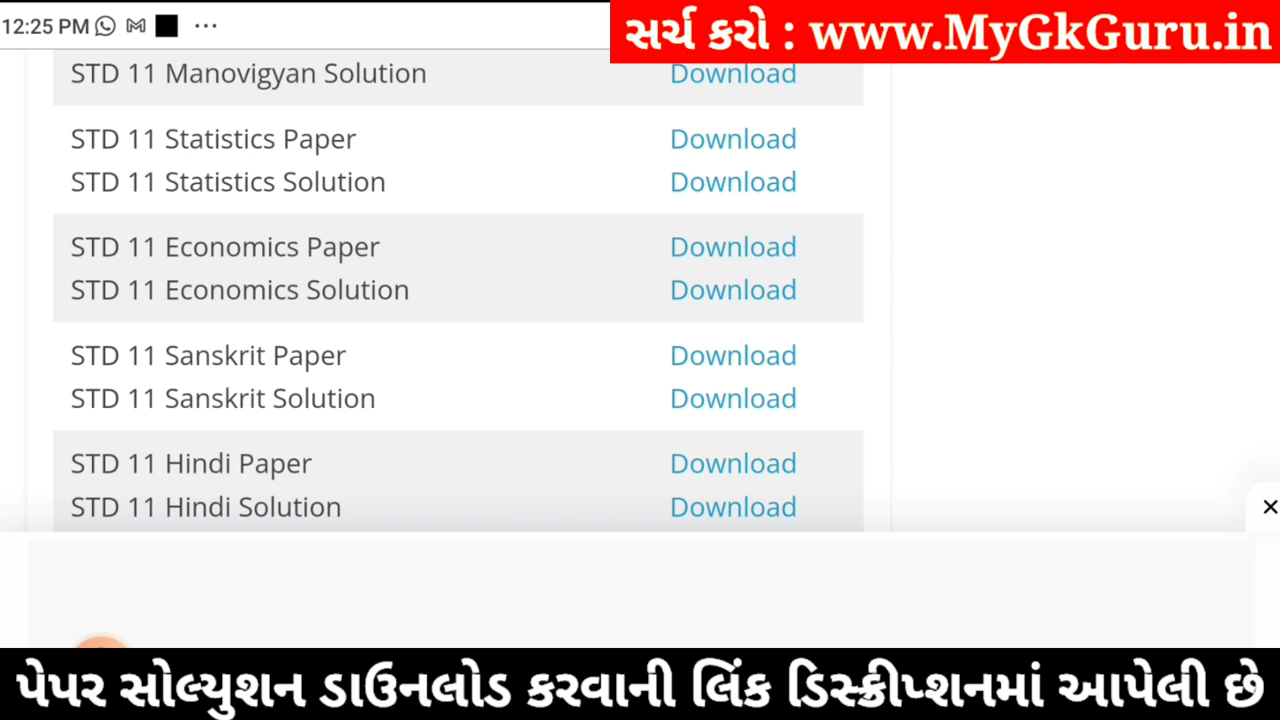 12:25 PM
સર્ચ કરો : www.MyGkGuru.in
STD 11 Manovigyan Solution Download
STD 11 Statistics Paper Download
STD 11 Statistics Solution Download
STD 11 Economics Paper Download
STD 11 Economics Solution Download
STD 11 Sanskrit Paper Download
STD 11 Sanskrit Solution Download
STD 11 Hindi Paper Download
STD 11 Hindi Solution Download
પેપર સોલ્યુશન ડાઉનલોડ કરવાની લિંક ડિસ્ક્રીપ્શનમાં આપેલી છે